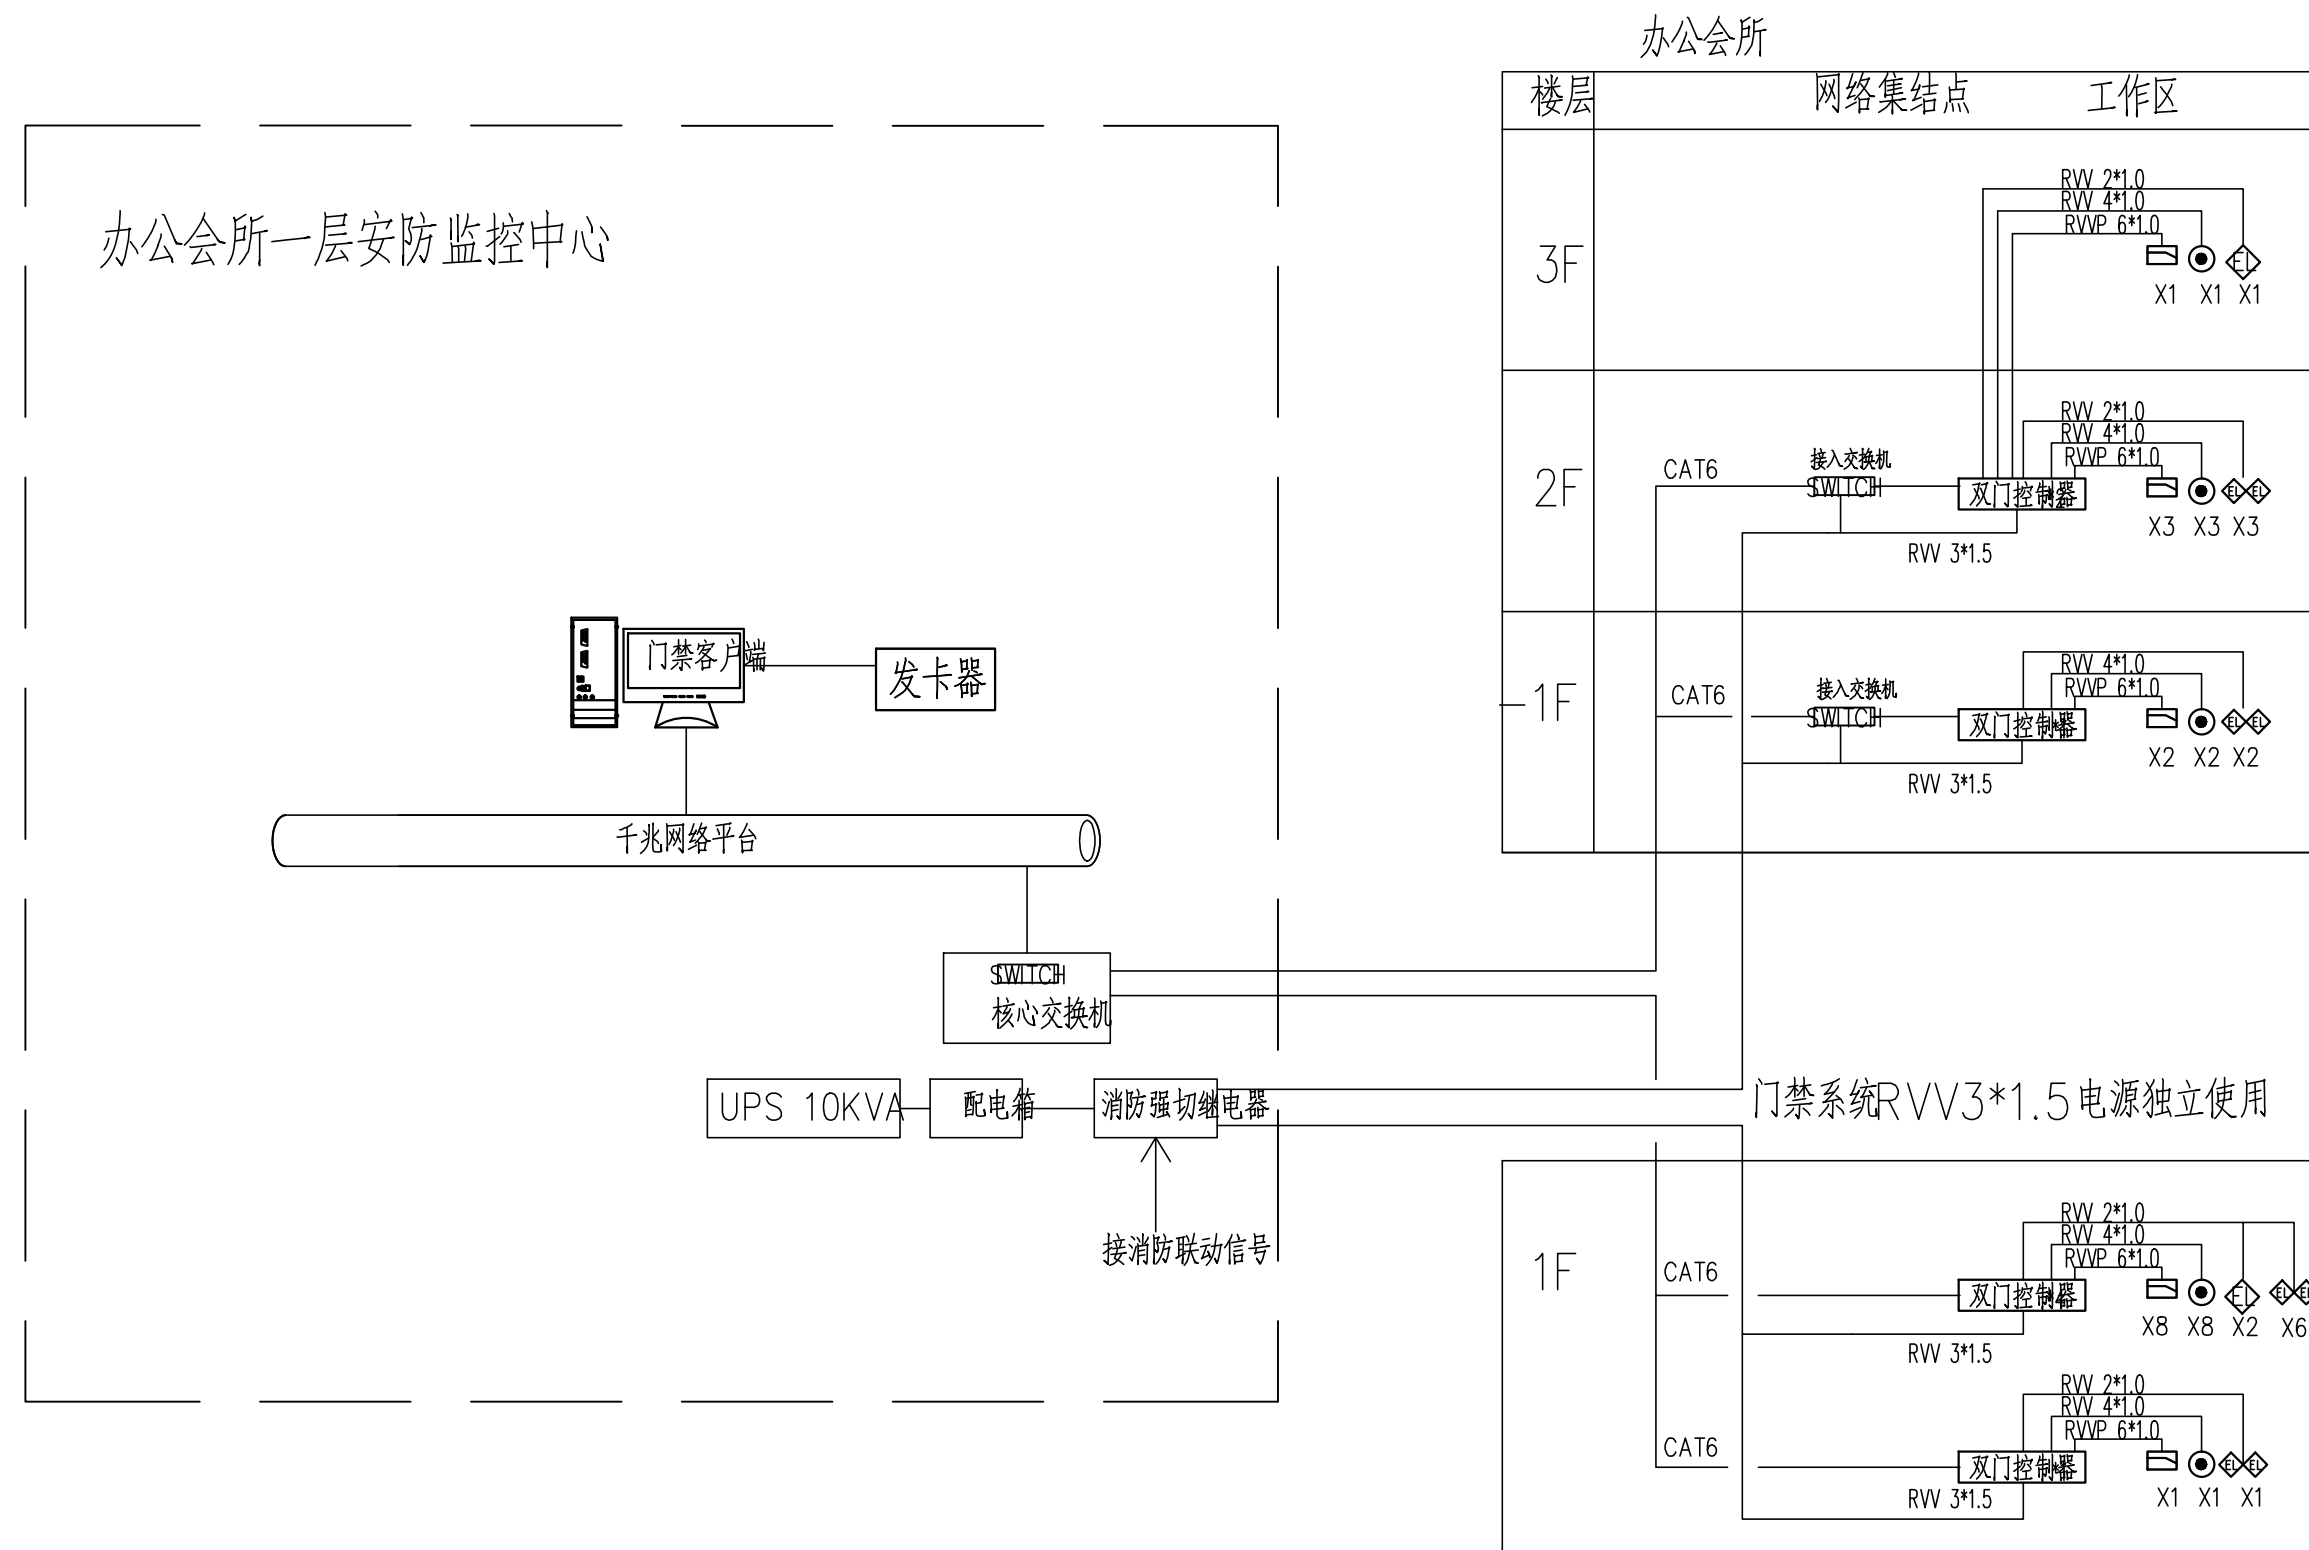 办公会所
楼层 网络集结点 工作区
办公会所一层安防监控中心
3F
RVV 2*1.0
RVV 4*1.0
RVVP 6*1.0
EL
X1 X1 X1
2F
CAT6
接入交换机
SWITCH
双门控制器
RVV 2*1.0
RVV 4*1.0
RVVP 6*1.0
EL EL
X3 X3 X3
RVV 3*1.5
门禁客户端
发卡器
-1F
CAT6
接入交换机
SWITCH
双门控制器
RVV 4*1.0
RVVP 6*1.0
EL EL
X2 X2 X2
RVV 3*1.5
千兆网络平台
SWITCH
核心交换机
UPS 10KVA
配电箱
消防强切继电器
接消防联动信号
门禁系统RVV3*1.5电源独立使用
1F
CAT6
双门控制器
RVV 2*1.0
RVV 4*1.0
RVVP 6*1.0
EL EL
X8 X8 X2 X6
RVV 3*1.5
CAT6
双门控制器
RVV 2*1.0
RVV 4*1.0
RVVP 6*1.0
EL EL
X1 X1 X1
RVV 3*1.5